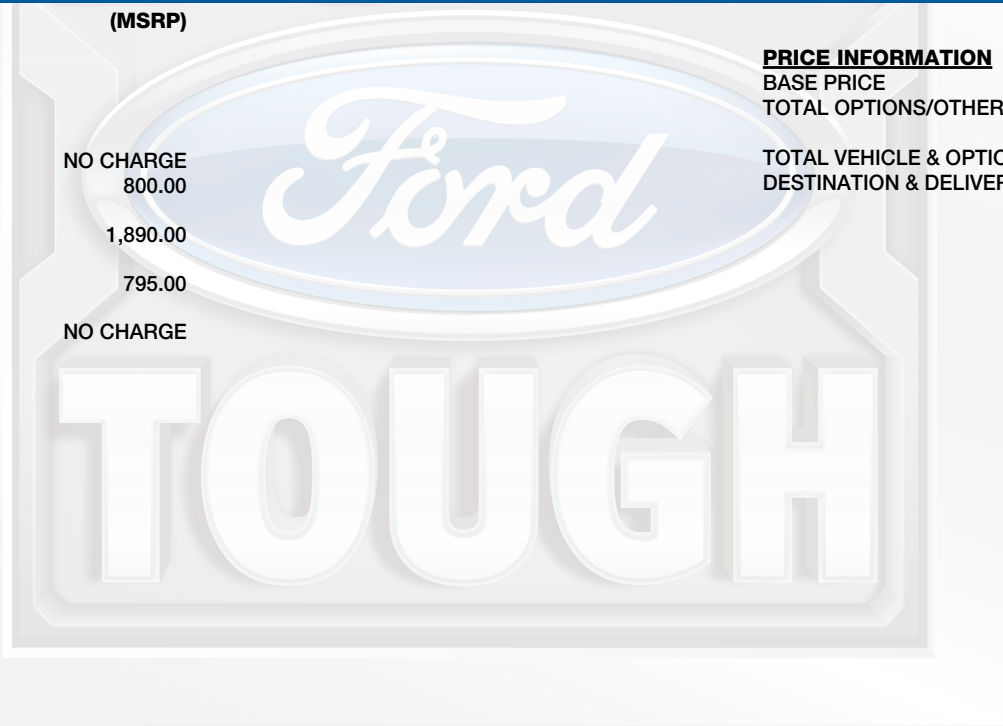 (MSRP)
NO CHARGE
800.00
1,890.00
795.00
NO CHARGE
PRICE INFORMATION
BASE PRICE
TOTAL OPTIONS/OTHER
TOTAL VEHICLE & OPTIO
DESTINATION & DELIVER
Ford
TOUGH